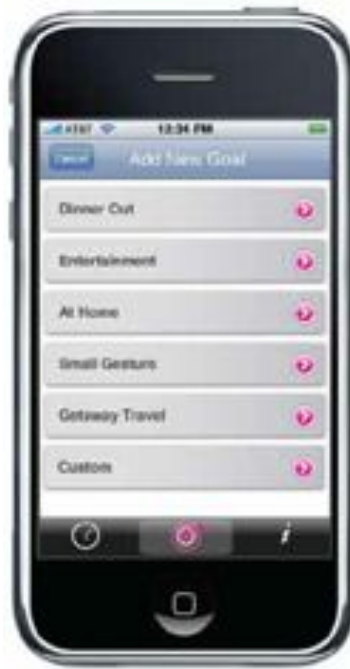 AT&T 12:34 PM
Cancel Add New Goal
Dinner Out
Entertainment
At Home
Small Gesture
Getaway Travel
Custom
i